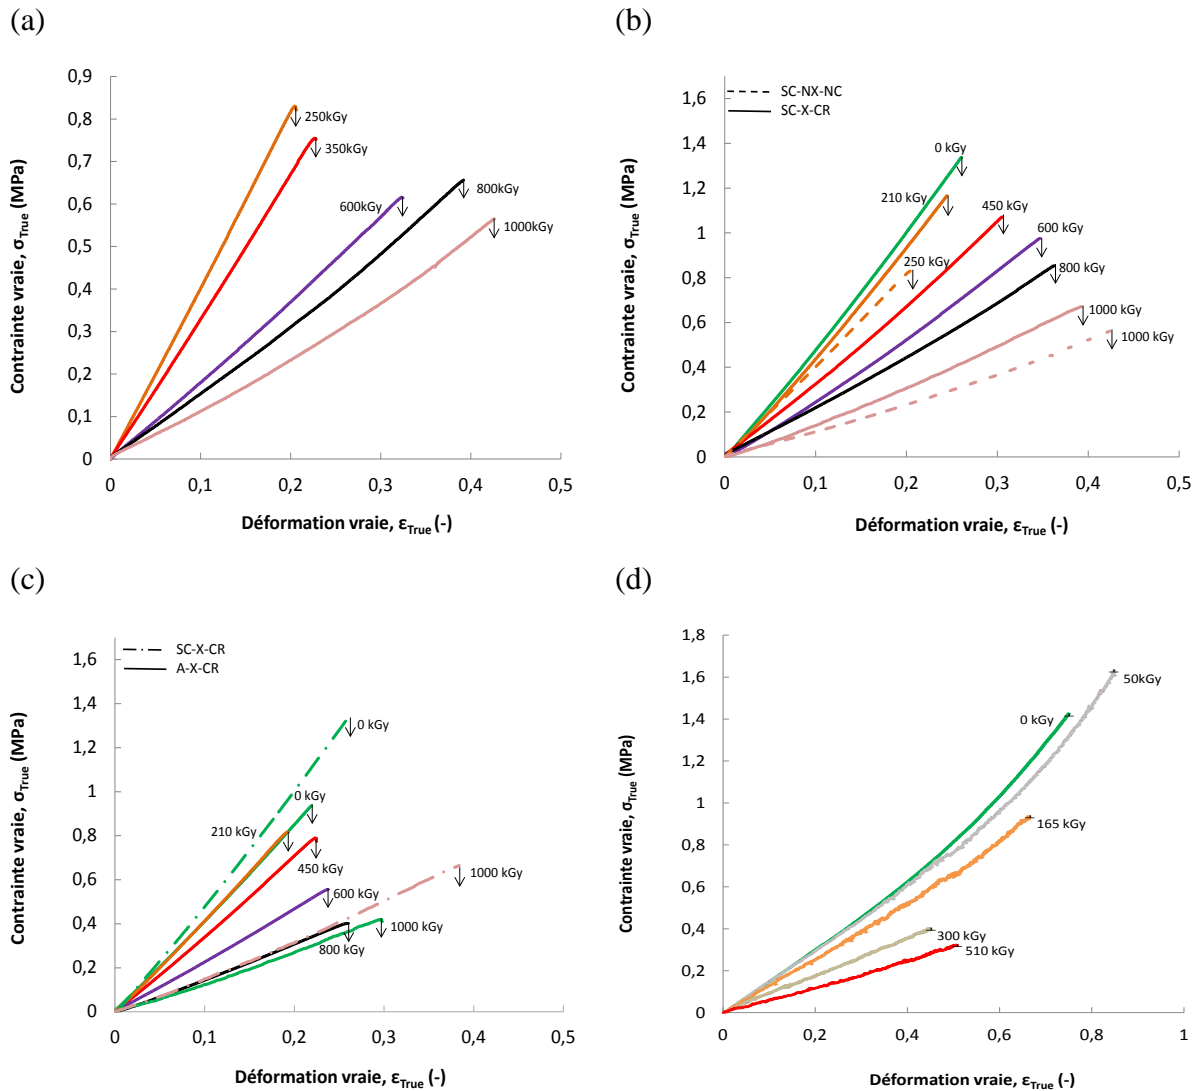 (a)
0,9
0,8
0,7
0,6
0,5
0,4
0,3
0,2
0,1
0
Contrainte vraie, σTrue (MPa)
250kGy
350kGy
600kGy
800kGy
1000kGy
0
0,1
0,2
0,3
0,4
0,5
Déformation vraie, εTrue (-)
(b)
1,6
1,4
1,2
1
0,8
0,6
0,4
0,2
0
Contrainte vraie, σTrue (MPa)
SC-NX-NC
SC-X-CR
0 kGy
210 kGy
450 kGy
600 kGy
250 kGy
800 kGy
1000 kGy
1000 kGy
0
0,1
0,2
0,3
0,4
0,5
Déformation vraie, εTrue (-)
(c)
1,6
1,4
1,2
1
0,8
0,6
0,4
0,2
0
Contrainte vraie, σTrue (MPa)
SC-X-CR
A-X-CR
0 kGy
0 kGy
210 kGy
450 kGy
1000 kGy
600 kGy
1000 kGy
800 kGy
0
0,1
0,2
0,3
0,4
0,5
Déformation vraie, εTrue (-)
(d)
1,8
1,6
1,4
1,2
1
0,8
0,6
0,4
0,2
0
Contrainte vraie, σTrue (MPa)
50kGy
0 kGy
165 kGy
300 kGy
510 kGy
0
0,2
0,4
0,6
0,8
1
Déformation vraie, εTrue (-)